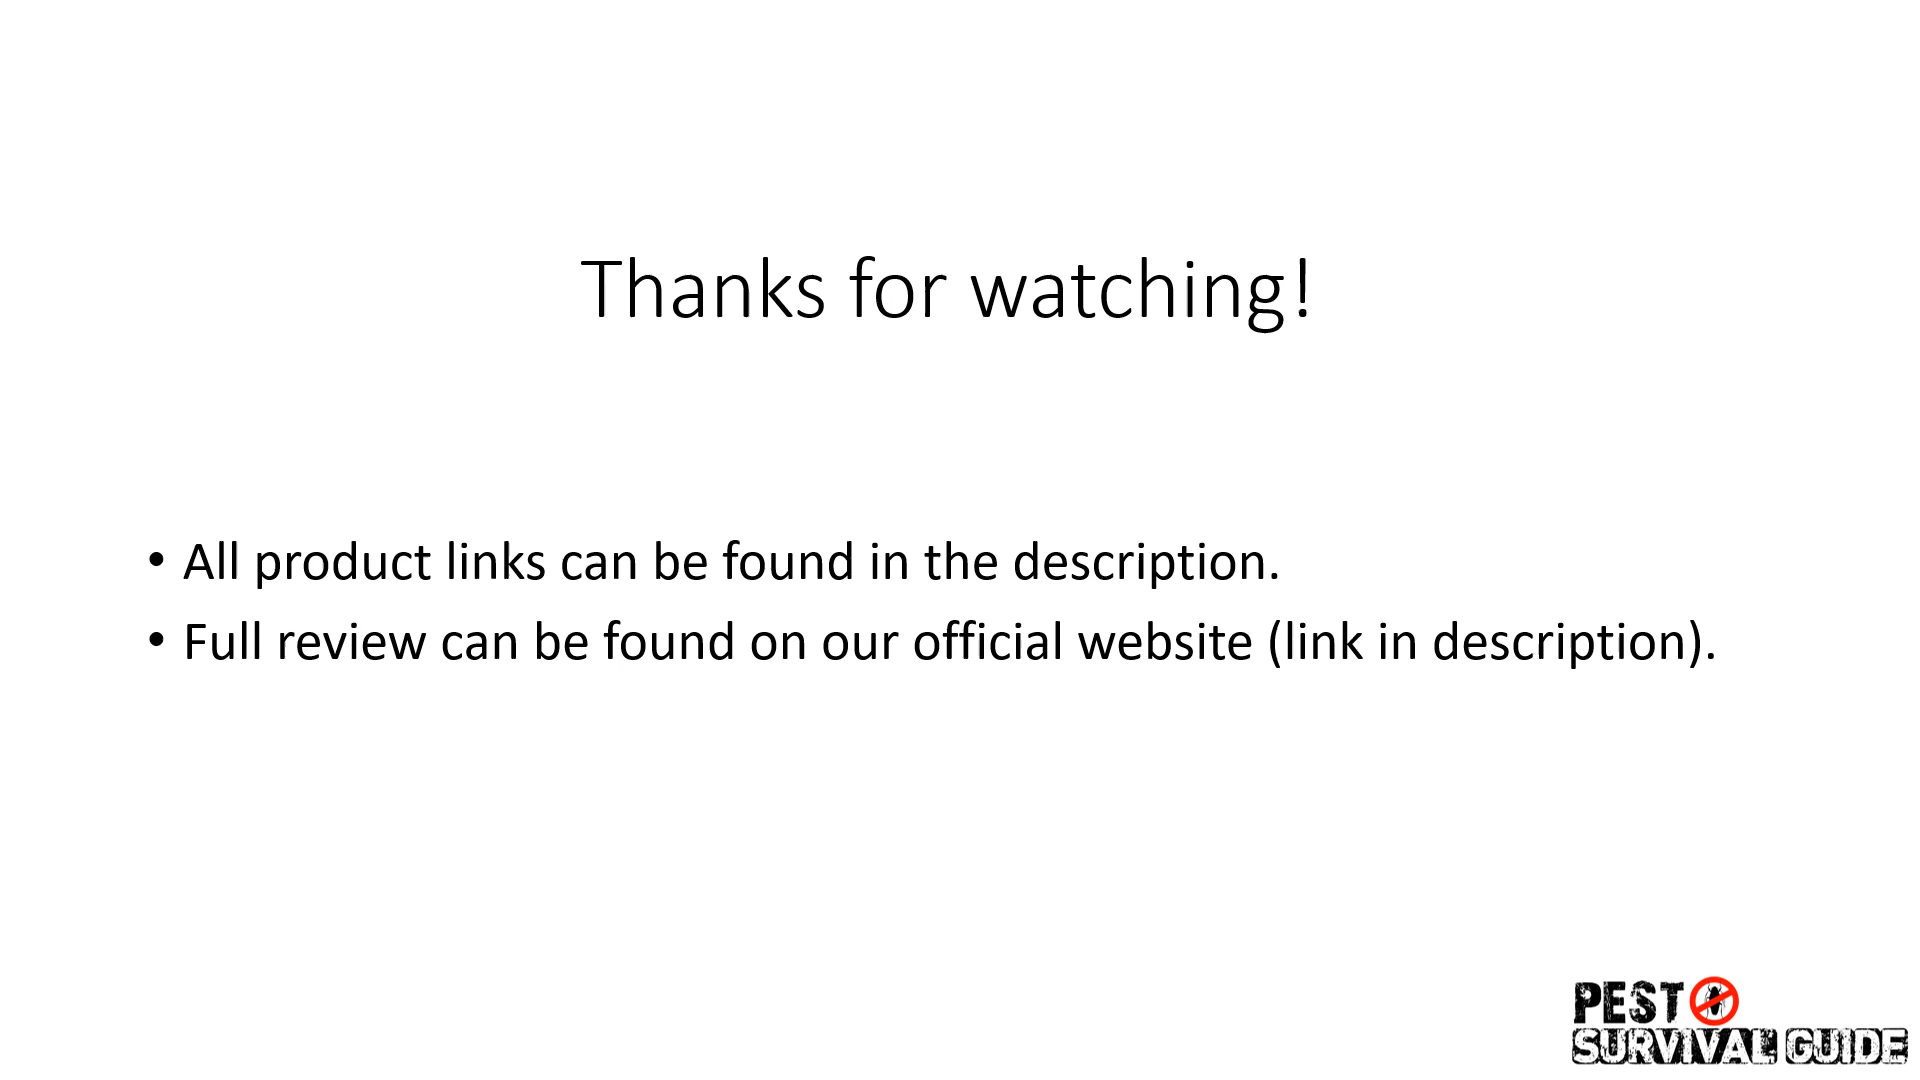 Thanks for watching!
• All product links can be found in the description.
• Full review can be found on our official website (link in description).
PEST
SURVIVAL GUIDE